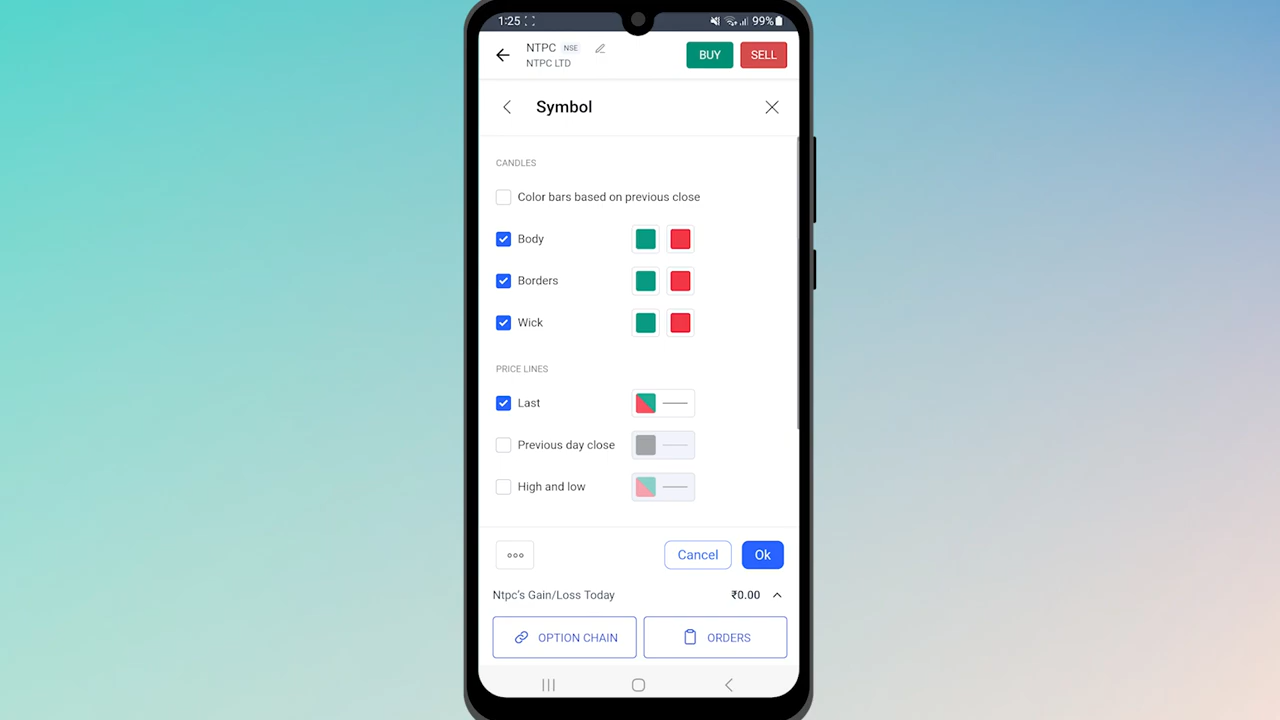 1:25 99%
NTPC NSE
NTPC LTD
BUY SELL
Symbol
CANDLES
Color bars based on previous close
Body
Borders
Wick
PRICE LINES
Last
Previous day close
High and low
Cancel Ok
Ntpc's Gain/Loss Today ₹0.00
OPTION CHAIN ORDERS